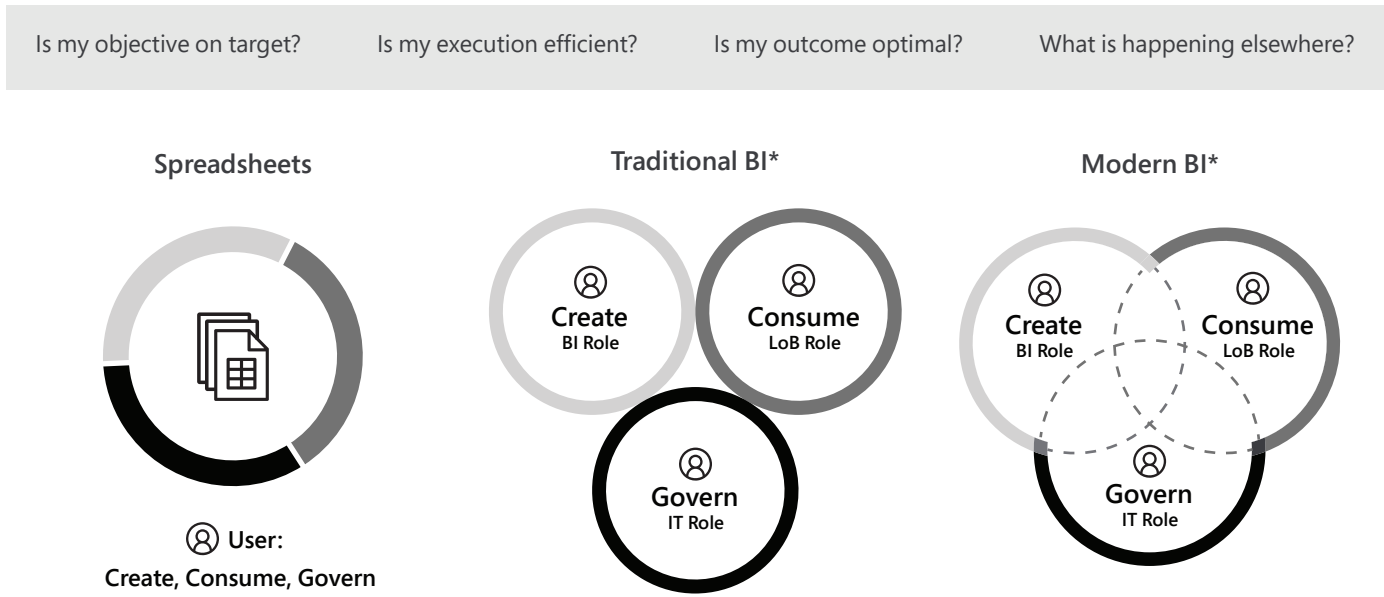 Is my objective on target?
Is my execution efficient?
Is my outcome optimal?
What is happening elsewhere?
Spreadsheets
User:
Create, Consume, Govern
Traditional BI*
Create
BI Role
Consume
LoB Role
Govern
IT Role
Modern BI*
Create
BI Role
Consume
LoB Role
Govern
IT Role